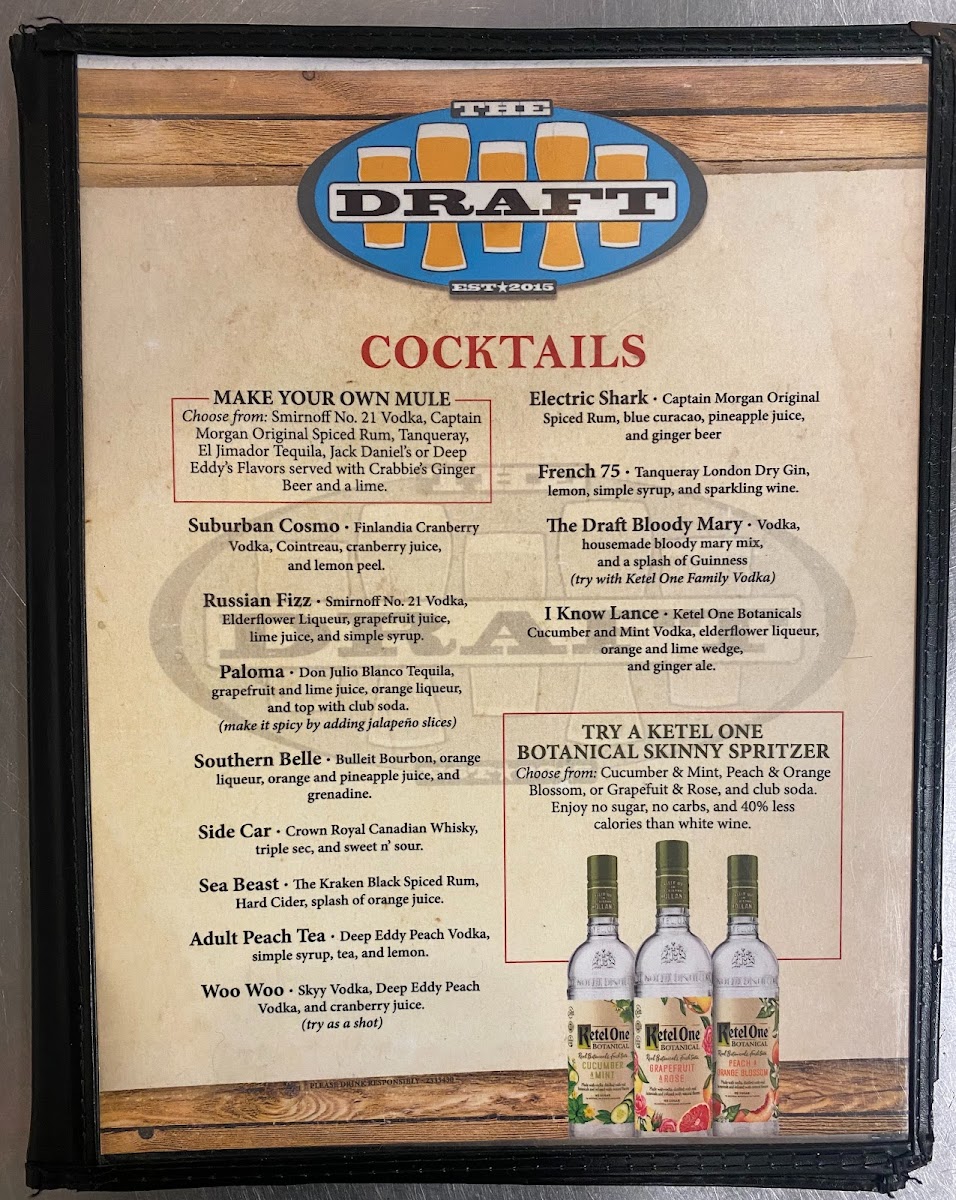 THE
DRAFT
EST★2015
COCKTAILS
MAKE YOUR OWN MULE
Choose from: Smirnoff No. 21 Vodka, Captain
Morgan Original Spiced Rum, Tanqueray,
El Jimador Tequila, Jack Daniel's or Deep
Eddy's Flavors served with Crabbie's Ginger
Beer and a lime.
Suburban Cosmo • Finlandia Cranberry
Vodka, Cointreau, cranberry juice,
and lemon peel.
Russian Fizz • Smirnoff No. 21 Vodka,
Elderflower Liqueur, grapefruit juice,
lime juice, and simple syrup.
Paloma • Don Julio Blanco Tequila,
grapefruit and lime juice, orange liqueur,
and top with club soda.
(make it spicy by adding jalapeño slices)
Southern Belle • Bulleit Bourbon, orange
liqueur, orange and pineapple juice, and
grenadine.
Side Car • Crown Royal Canadian Whisky,
triple sec, and sweet n' sour.
Sea Beast • The Kraken Black Spiced Rum,
Hard Cider, splash of orange juice.
Adult Peach Tea • Deep Eddy Peach Vodka,
simple syrup, tea, and lemon.
Woo Woo • Skyy Vodka, Deep Eddy Peach
Vodka, and cranberry juice.
(try as a shot)
Electric Shark • Captain Morgan Original
Spiced Rum, blue curacao, pineapple juice,
and ginger beer
French 75 • Tanqueray London Dry Gin,
lemon, simple syrup, and sparkling wine.
The Draft Bloody Mary • Vodka,
housemade bloody mary mix,
and a splash of Guinness
(try with Ketel One Family Vodka)
I Know Lance • Ketel One Botanicals
Cucumber and Mint Vodka, elderflower liqueur,
orange and lime wedge,
and ginger ale.
TRY A KETEL ONE
BOTANICAL SKINNY SPRITZER
Choose from: Cucumber & Mint, Peach & Orange
Blossom, or Grapefuit & Rose, and club soda.
Enjoy no sugar, no carbs, and 40% less
calories than white wine.
Ketel One
BOTANICAL
CUCUMBER
& MINT
Ketel One
BOTANICAL
GRAPEFRUIT
& ROSE
Ketel One
BOTANICAL
PEACH &
ORANGE BLOSSOM
PLEASE DRINK RESPONSIBLY